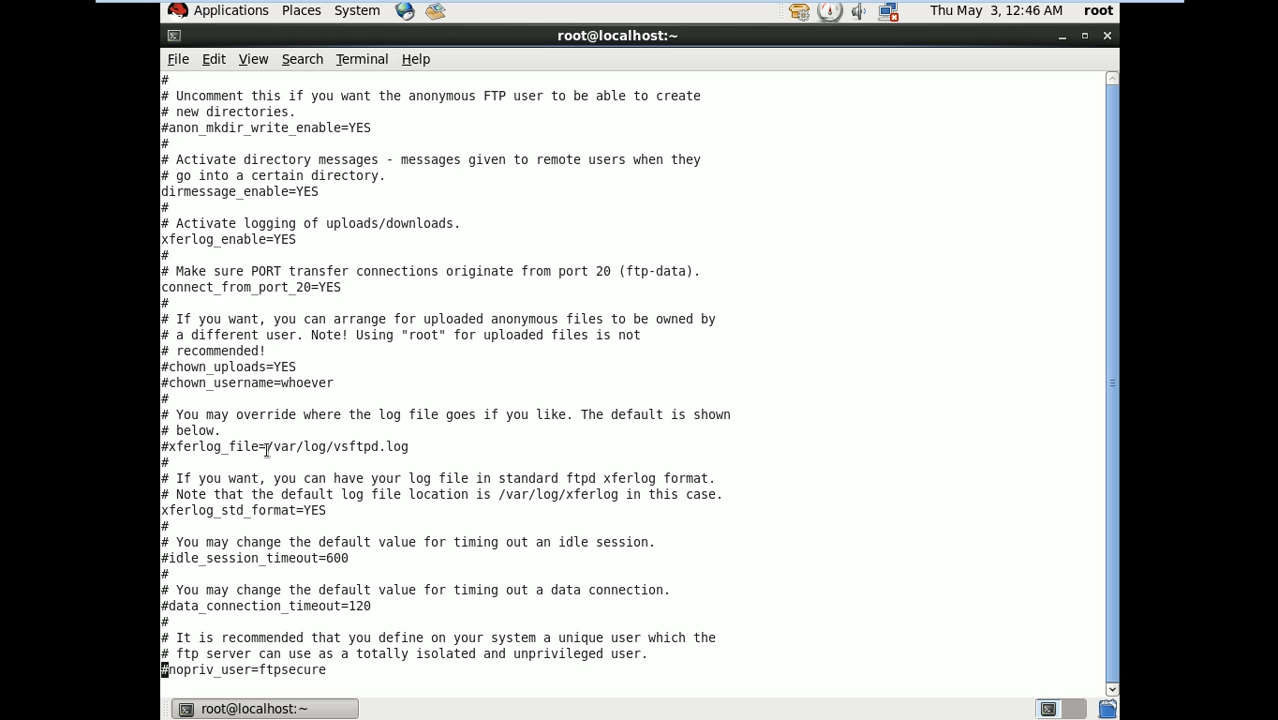 Applications Places System Thu May 3, 12:46 AM root
root@localhost:~
File Edit View Search Terminal Help
#
# Uncomment this if you want the anonymous FTP user to be able to create
# new directories.
#anon_mkdir_write_enable=YES
#
# Activate directory messages - messages given to remote users when they
# go into a certain directory.
dirmessage_enable=YES
#
# Activate logging of uploads/downloads.
xferlog_enable=YES
#
# Make sure PORT transfer connections originate from port 20 (ftp-data).
connect_from_port_20=YES
#
# If you want, you can arrange for uploaded anonymous files to be owned by
# a different user. Note! Using "root" for uploaded files is not
# recommended!
#chown_uploads=YES
#chown_username=whoever
#
# You may override where the log file goes if you like. The default is shown
# below.
#xferlog_file=/var/log/vsftpd.log
#
# If you want, you can have your log file in standard ftpd xferlog format.
# Note that the default log file location is /var/log/xferlog in this case.
xferlog_std_format=YES
#
# You may change the default value for timing out an idle session.
#idle_session_timeout=600
#
# You may change the default value for timing out a data connection.
#data_connection_timeout=120
#
# It is recommended that you define on your system a unique user which the
# ftp server can use as a totally isolated and unprivileged user.
#nopriv_user=ftpsecure
root@localhost:~